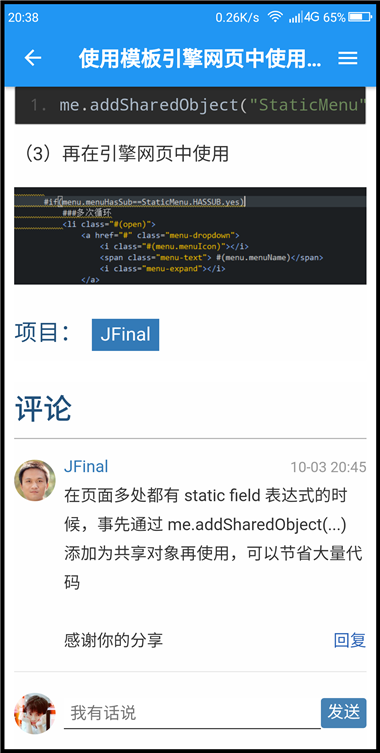 20:38 0.26K/s 4G 65%
使用模板引擎网页中使用...
1. me.addSharedObject("StaticMenu"
（3）再在引擎网页中使用
#if(menu.menuHasSub==StaticMenu.HASSUB.yes)
###多次循环
<li class="#(open)">
<a href="#" class="menu-dropdown">
<i class="#(menu.menuIcon)"></i>
<span class="menu-text"> #(menu.menuName)</span>
<i class="menu-expand"></i>
</a>
项目： JFinal
评论
JFinal 10-03 20:45
在页面多处都有 static field 表达式的时
候，事先通过 me.addSharedObject(...)
添加为共享对象再使用，可以节省大量代
码
感谢你的分享 回复
我有话说 发送